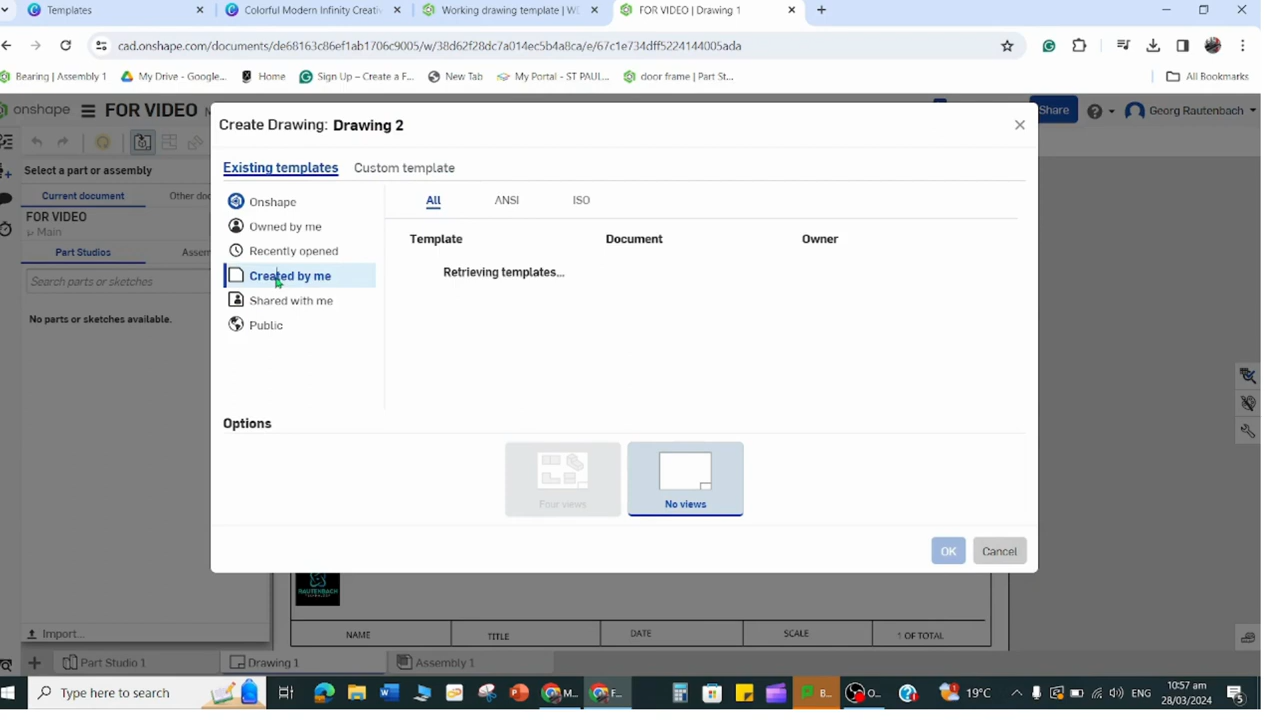 Templates
Colorful Modern Infinity Creati
Working drawing template | W
FOR VIDEO | Drawing 1
cad.onshape.com/documents/de68163c86ef1ab1706c9005/w/38d62f28dc7a014ec5b4a8ca/e/67c1e734dff5224144005ada
Bearing | Assembly 1
My Drive - Google...
Home
Sign Up – Create a F...
New Tab
My Portal - ST PAUL...
door frame | Part St...
All Bookmarks
onshape
FOR VIDEO
Share
Georg Rautenbach
Create Drawing: Drawing 2
Select a part or assembly
Existing templates
Custom template
Current document
Other do
Onshape
All
ANSI
ISO
FOR VIDEO
Main
Owned by me
Template
Document
Owner
Part Studios
Assem
Recently opened
Search parts or sketches
Created by me
Retrieving templates...
Shared with me
No parts or sketches available.
Public
Options
Four views
No views
OK
Cancel
RAUTENBACH
Import...
NAME
TITLE
DATE
SCALE
1 OF TOTAL
Part Studio 1
Drawing 1
Assembly 1
Type here to search
M...
F...
B...
O...
19°C
ENG
10:57 am
28/03/2024
5